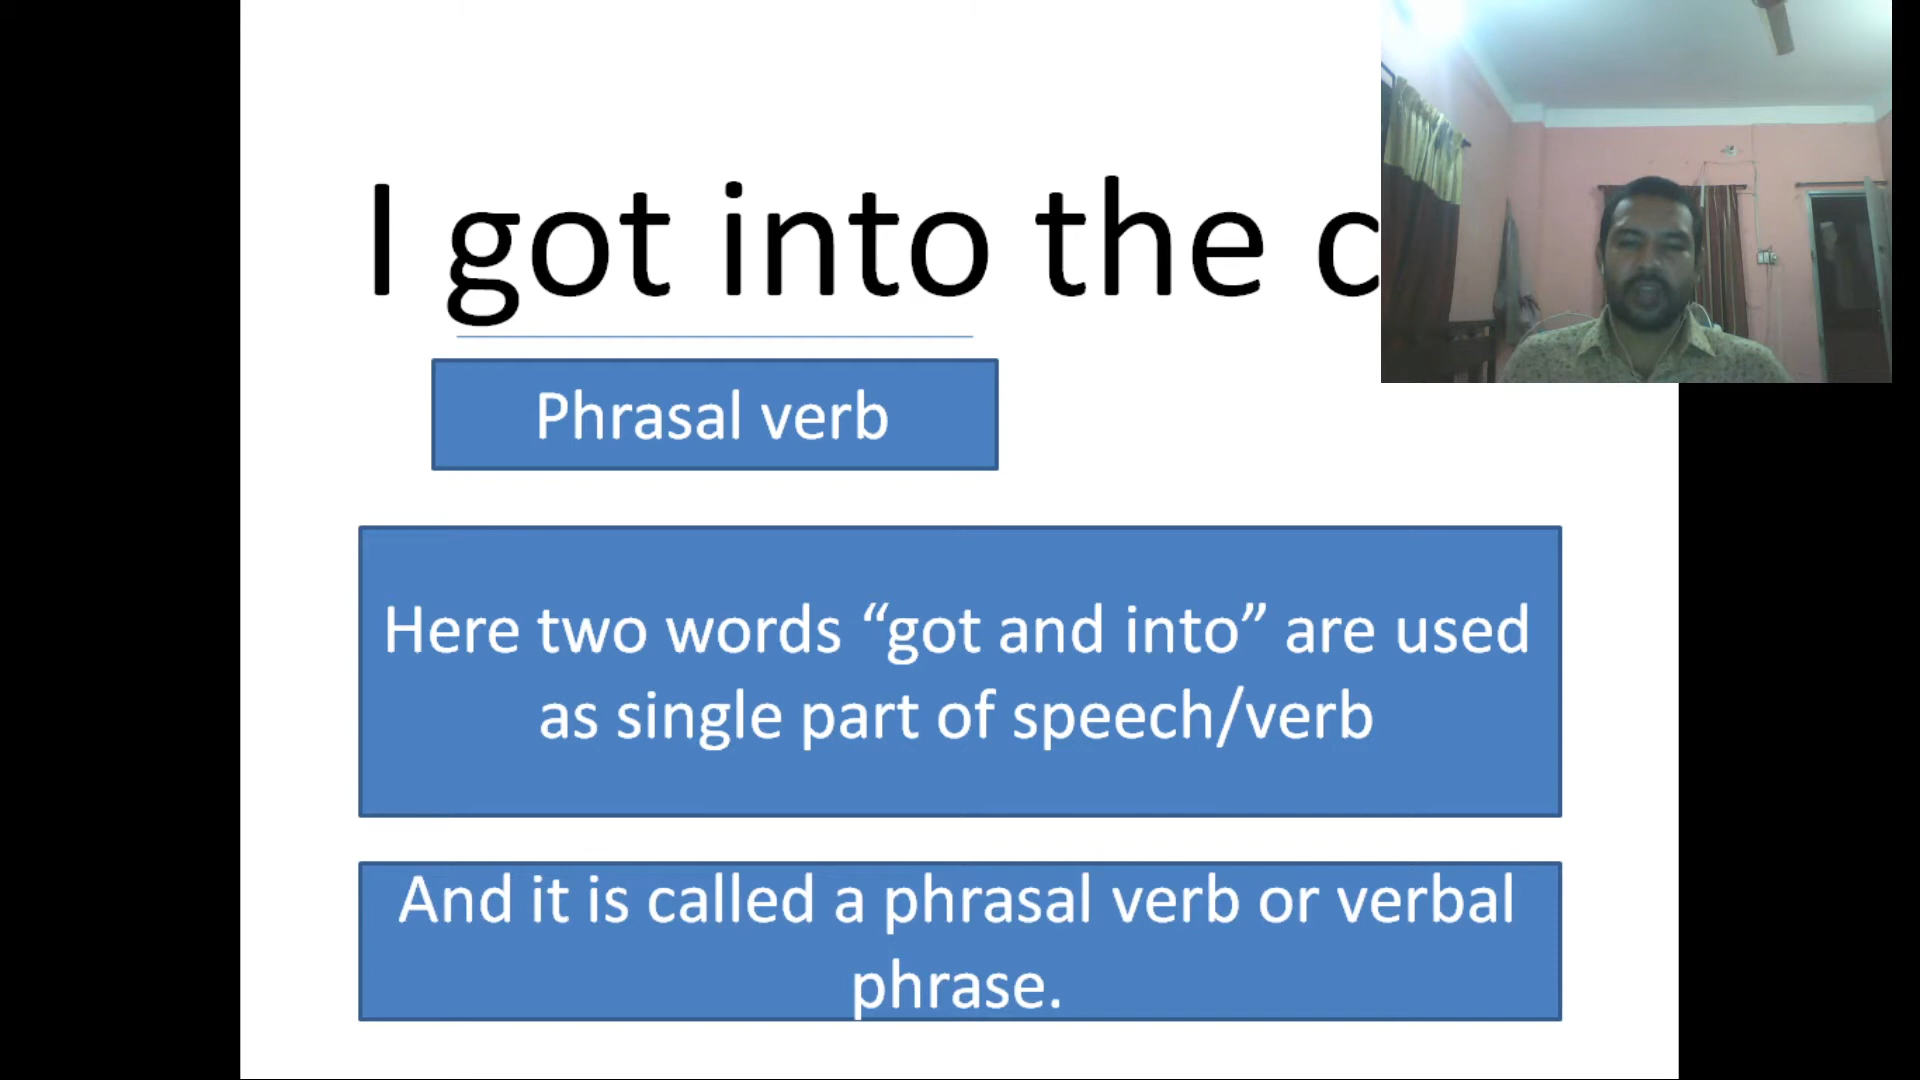 I got into the
Phrasal verb
Here two words “got and into” are used
as single part of speech/verb
And it is called a phrasal verb or verbal
phrase.